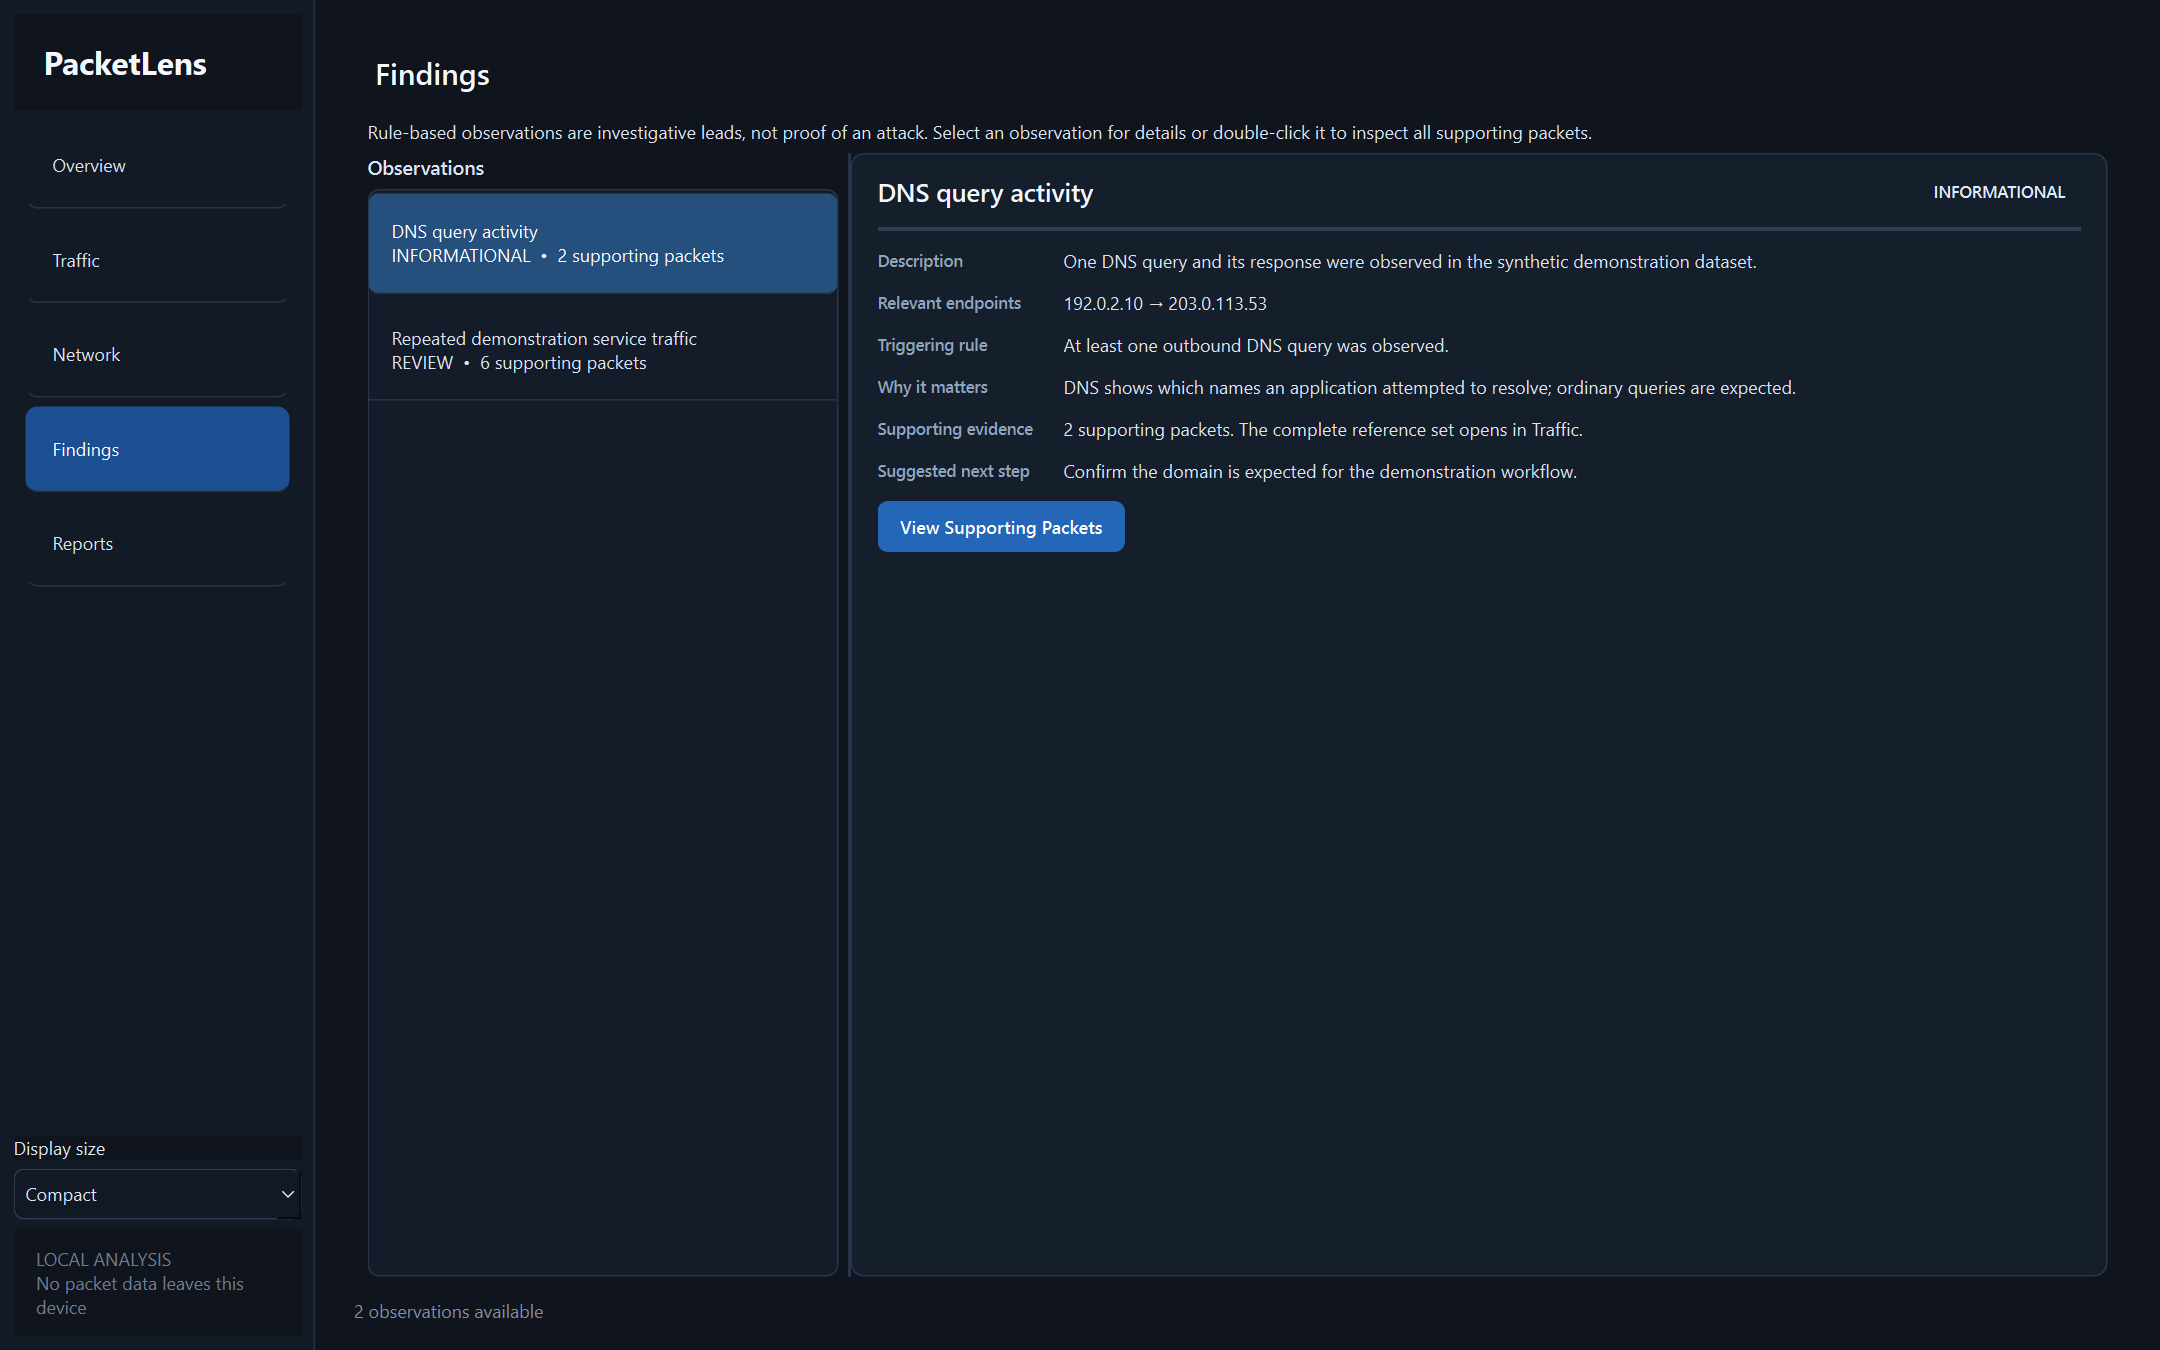 PacketLens
Overview
Traffic
Network
Findings
Reports
Display size
Compact
LOCAL ANALYSIS
No packet data leaves this
device
Findings
Rule-based observations are investigative leads, not proof of an attack. Select an observation for details or double-click it to inspect all supporting packets.
Observations
DNS query activity
INFORMATIONAL • 2 supporting packets
Repeated demonstration service traffic
REVIEW • 6 supporting packets
DNS query activity
INFORMATIONAL
Description One DNS query and its response were observed in the synthetic demonstration dataset.
Relevant endpoints 192.0.2.10 → 203.0.113.53
Triggering rule At least one outbound DNS query was observed.
Why it matters DNS shows which names an application attempted to resolve; ordinary queries are expected.
Supporting evidence 2 supporting packets. The complete reference set opens in Traffic.
Suggested next step Confirm the domain is expected for the demonstration workflow.
View Supporting Packets
2 observations available